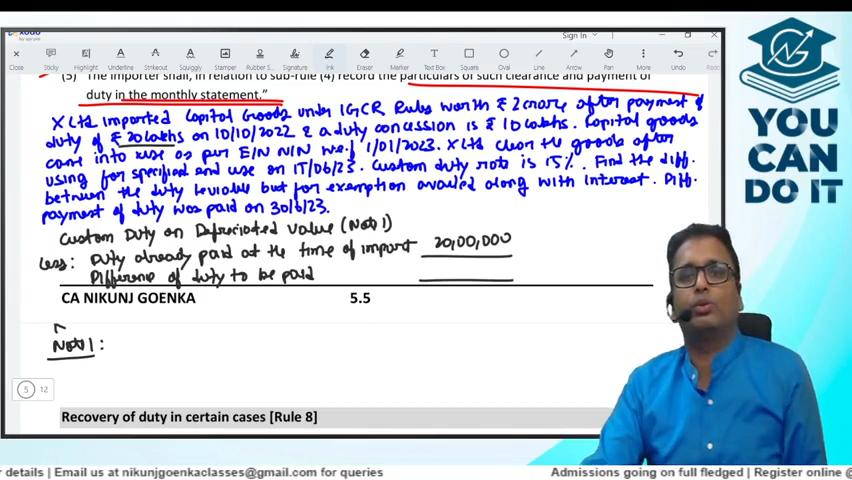 xodo
Sign In
Close Sticky Highlight Underline Strikeout Squiggly Stamper Rubber S... Signature Ink Eraser Marker Text Box Square Oval Line Arrow Pan More Undo Redo
(5) The importer shall, in relation to sub-rule (4) record the particulars of such clearance and payment of
duty in the monthly statement."
X Ltd imported Capital Goods under IGCR Rules worth ₹ 2 crore after payment of
duty of ₹ 20 lakhs on 10/10/2022 & a duty concession is ₹ 10 lakhs. Capital goods
came into use as per E/N N/N w.e.f 1/01/2023. X Ltd clear the goods after
using for specified end use on 15/06/23. Custom duty rate is 15%. Find the diff.
between the duty leviable but for exemption availed along with interest. Diff.
payment of duty was paid on 30/6/23.
Custom Duty on Depreciated value (Note 1)
Less: Duty already paid at the time of import 20,00,000
Difference of duty to be paid
CA NIKUNJ GOENKA 5.5
Note 1:
5 12
Recovery of duty in certain cases [Rule 8]
NG
YOU
CAN
DO IT
r details | Email us at nikunjgoenkaclasses@gmail.com for queries
Admissions going on full fledged | Register online @